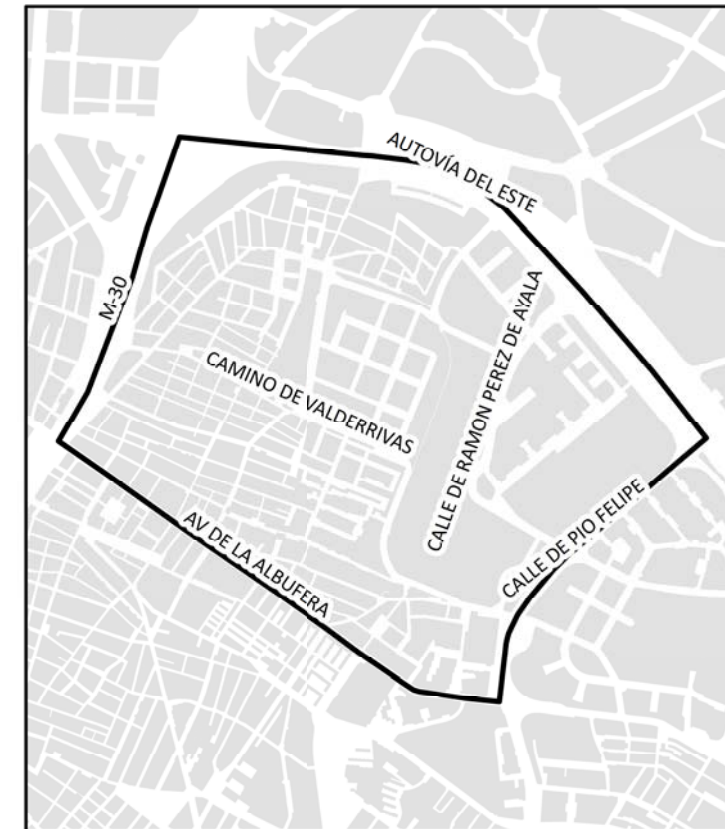 AUTOVÍA DEL ESTE
M-30
CALLE DE RAMON PEREZ DE AYALA
CAMINO DE VALDERRIVAS
CALLE DE PIO FELIPE
AV DE LA ALBUFERA